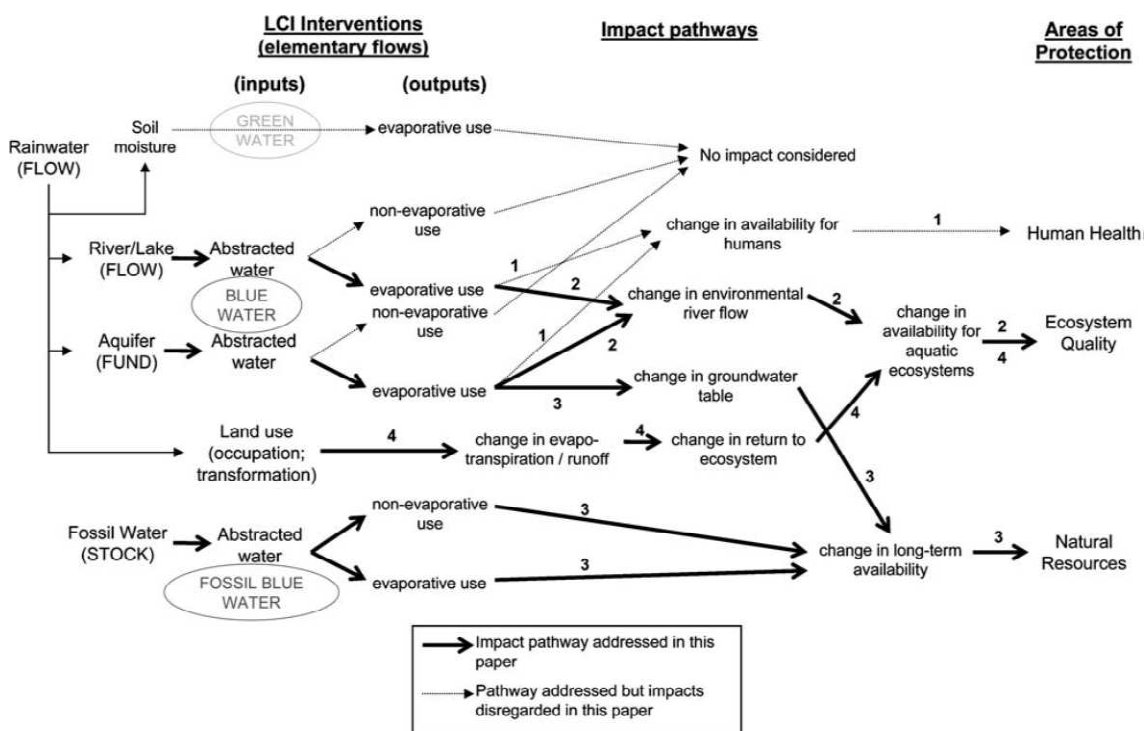 LCI Interventions
(elementary flows)
Impact pathways
Areas of
Protection
(inputs)
(outputs)
Rainwater
(FLOW)
Soil
moisture
GREEN
WATER
evaporative use
No impact considered
non-evaporative
use
River/Lake
(FLOW)
Abstracted
water
evaporative use
BLUE
WATER
change in availability for
humans
1
Human Health
1
2
change in environmental
river flow
2
non-evaporative
use
Aquifer
(FUND)
Abstracted
water
evaporative use
1
2
3
change in groundwater
table
change in
availability for
aquatic
ecosystems
2
4
Ecosystem
Quality
Land use
(occupation;
transformation)
4
change in evapo-
transpiration / runoff
4
change in return to
ecosystem
4
3
Fossil Water
(STOCK)
Abstracted
water
FOSSIL BLUE
WATER
non-evaporative
use
3
evaporative use
3
change in long-term
availability
3
Natural
Resources
Impact pathway addressed in this
paper
Pathway addressed but impacts
disregarded in this paper